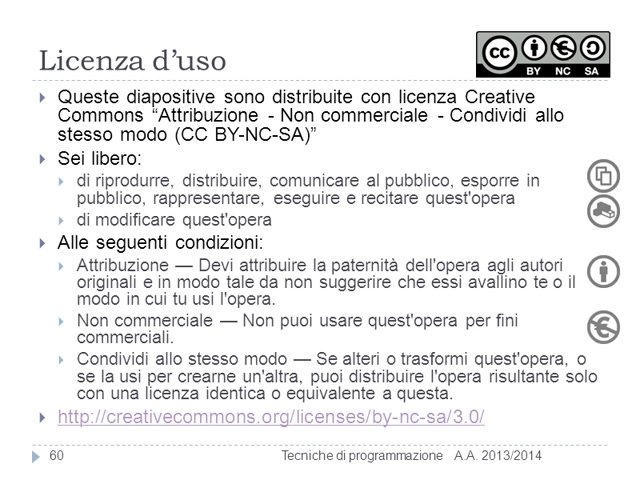 Licenza d'uso
CC BY NC SA
Queste diapositive sono distribuite con licenza Creative
Commons “Attribuzione - Non commerciale - Condividi allo
stesso modo (CC BY-NC-SA)”
Sei libero:
di riprodurre, distribuire, comunicare al pubblico, esporre in
pubblico, rappresentare, eseguire e recitare quest'opera
di modificare quest'opera
Alle seguenti condizioni:
Attribuzione — Devi attribuire la paternità dell'opera agli autori
originali e in modo tale da non suggerire che essi avallino te o il
modo in cui tu usi l'opera.
Non commerciale — Non puoi usare quest'opera per fini
commerciali.
Condividi allo stesso modo — Se alteri o trasformi quest'opera, o
se la usi per crearne un'altra, puoi distribuire l'opera risultante solo
con una licenza identica o equivalente a questa.
http://creativecommons.org/licenses/by-nc-sa/3.0/
60 Tecniche di programmazione A.A. 2013/2014